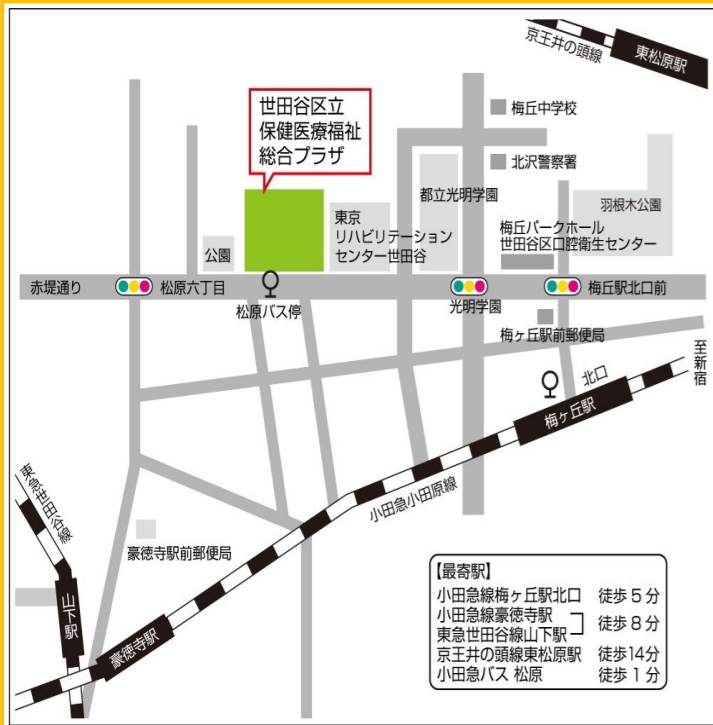 京王井の頭線
東松原駅
世田谷区立
保健医療福祉
総合プラザ
梅丘中学校
北沢警察署
都立光明学園
羽根木公園
東京
リハビリテーション
センター世田谷
梅丘パークホール
世田谷区口腔衛生センター
公園
赤堤通り
松原六丁目
松原バス停
光明学園
梅丘駅北口前
梅ヶ丘駅前郵便局
至新宿
北口
梅ヶ丘駅
小田急小田原線
東急世田谷線
豪徳寺駅前郵便局
山下駅
豪徳寺駅
【最寄駅】
小田急線梅ヶ丘駅北口 徒歩5分
小田急線豪徳寺駅
東急世田谷線山下駅 徒歩8分
京王井の頭線東松原駅 徒歩14分
小田急バス 松原 徒歩1分